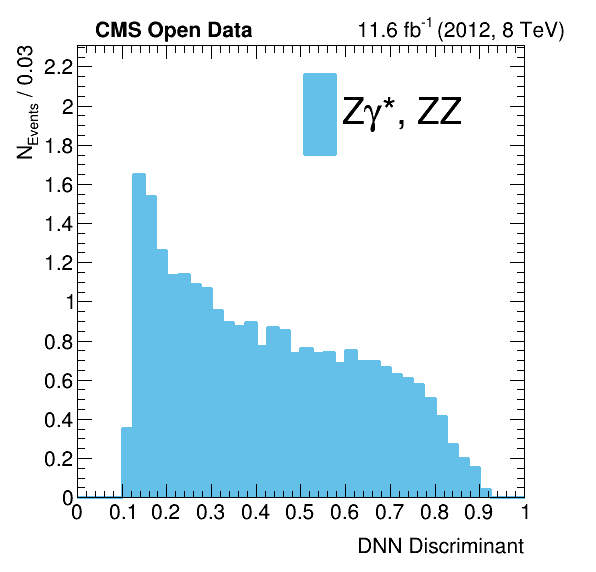 CMS Open Data 11.6 fb⁻¹ (2012, 8 TeV)
N_Events / 0.03
2.2
2
1.8
1.6
1.4
1.2
1
0.8
0.6
0.4
0.2
0
Zγ*, ZZ
0 0.1 0.2 0.3 0.4 0.5 0.6 0.7 0.8 0.9 1
DNN Discriminant